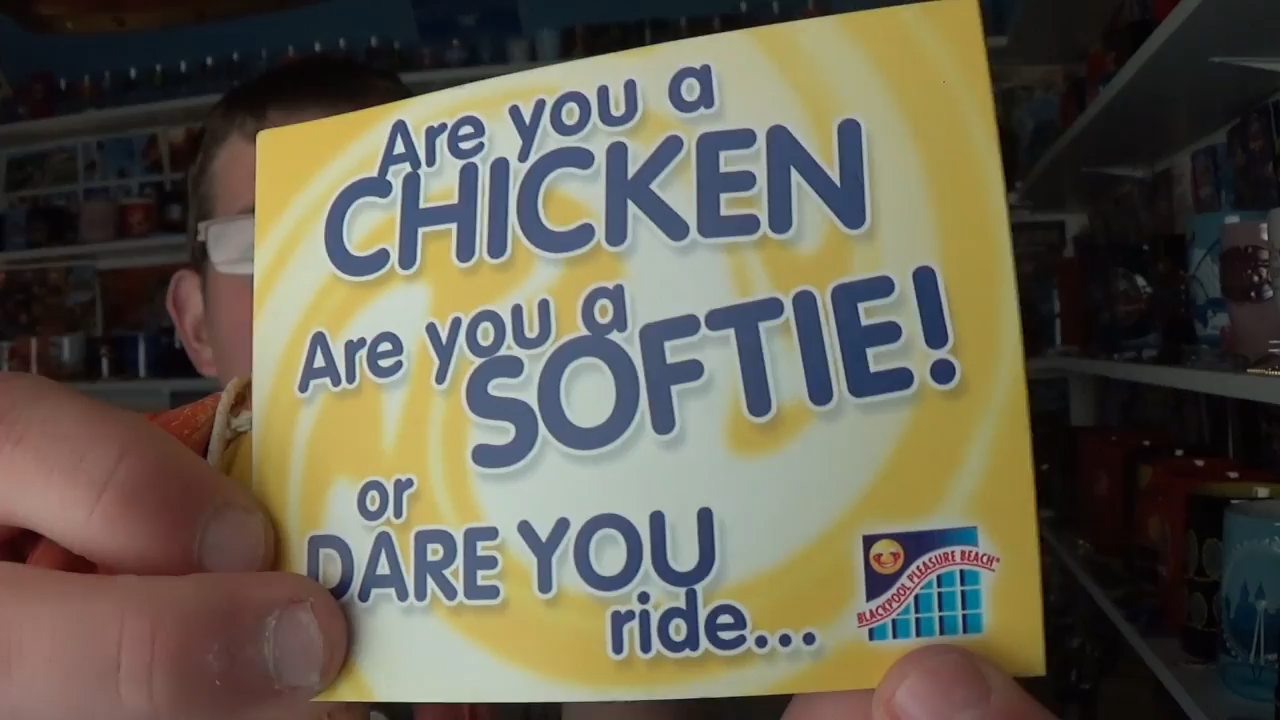 Are you a
CHICKEN
Are you a
SOFTIE!
or
DARE YOU
ride...
BLACKPOOL PLEASURE BEACH®